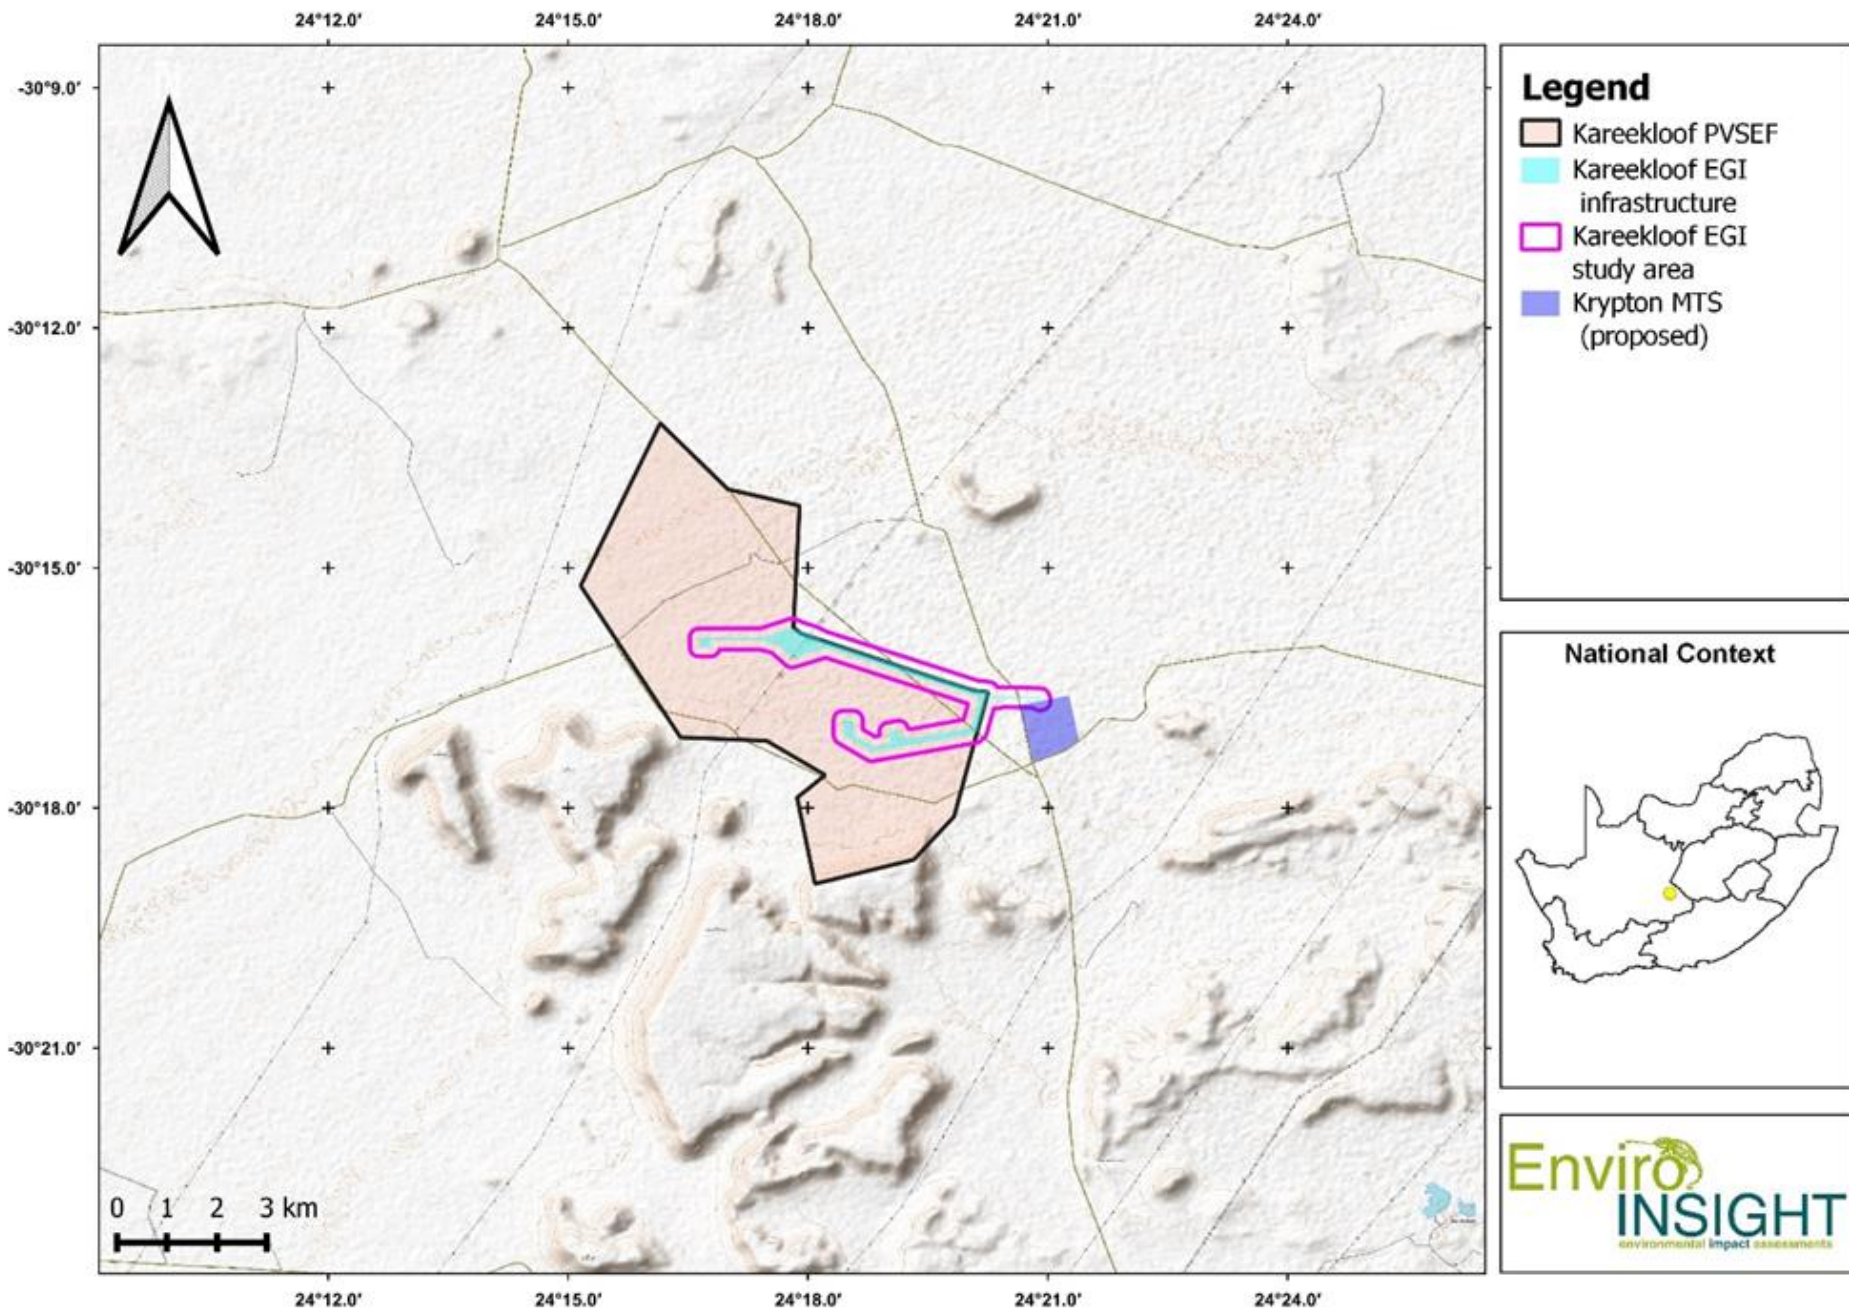 24°12.0′ 24°15.0′ 24°18.0′ 24°21.0′ 24°24.0′
-30°9.0′
-30°12.0′
-30°15.0′
-30°18.0′
-30°21.0′
0 1 2 3 km
24°12.0′ 24°15.0′ 24°18.0′ 24°21.0′ 24°24.0′
Legend
Kareekloof PVSEF
Kareekloof EGI
infrastructure
Kareekloof EGI
study area
Krypton MTS
(proposed)
National Context
Enviro
INSIGHT
environmental impact assessments